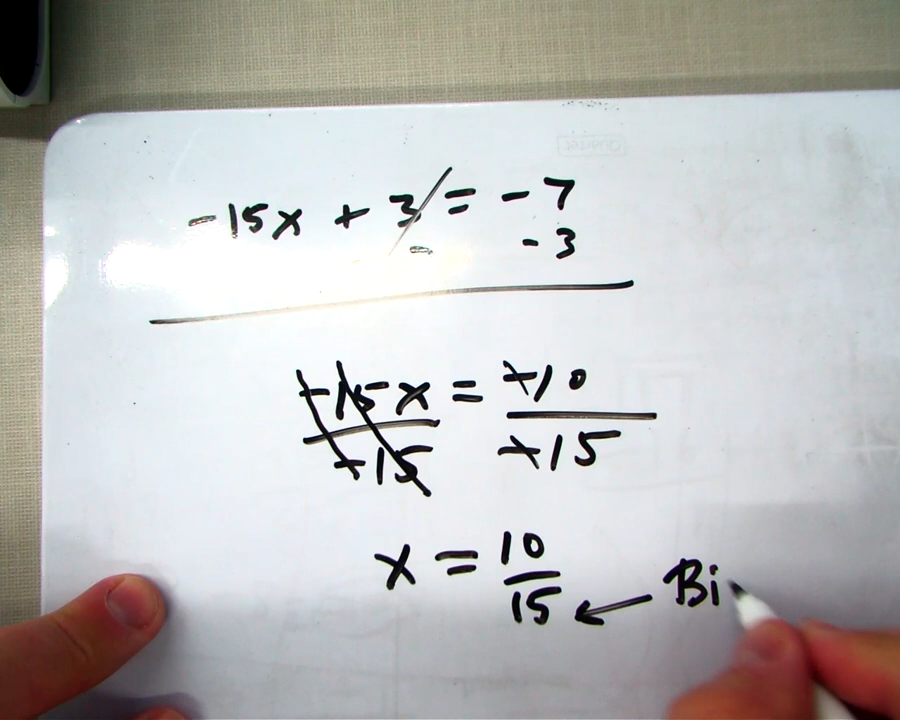 -15x + 3 = -7
- -3
-15x = -10
-15 -15
x = 10
15 ← Bi